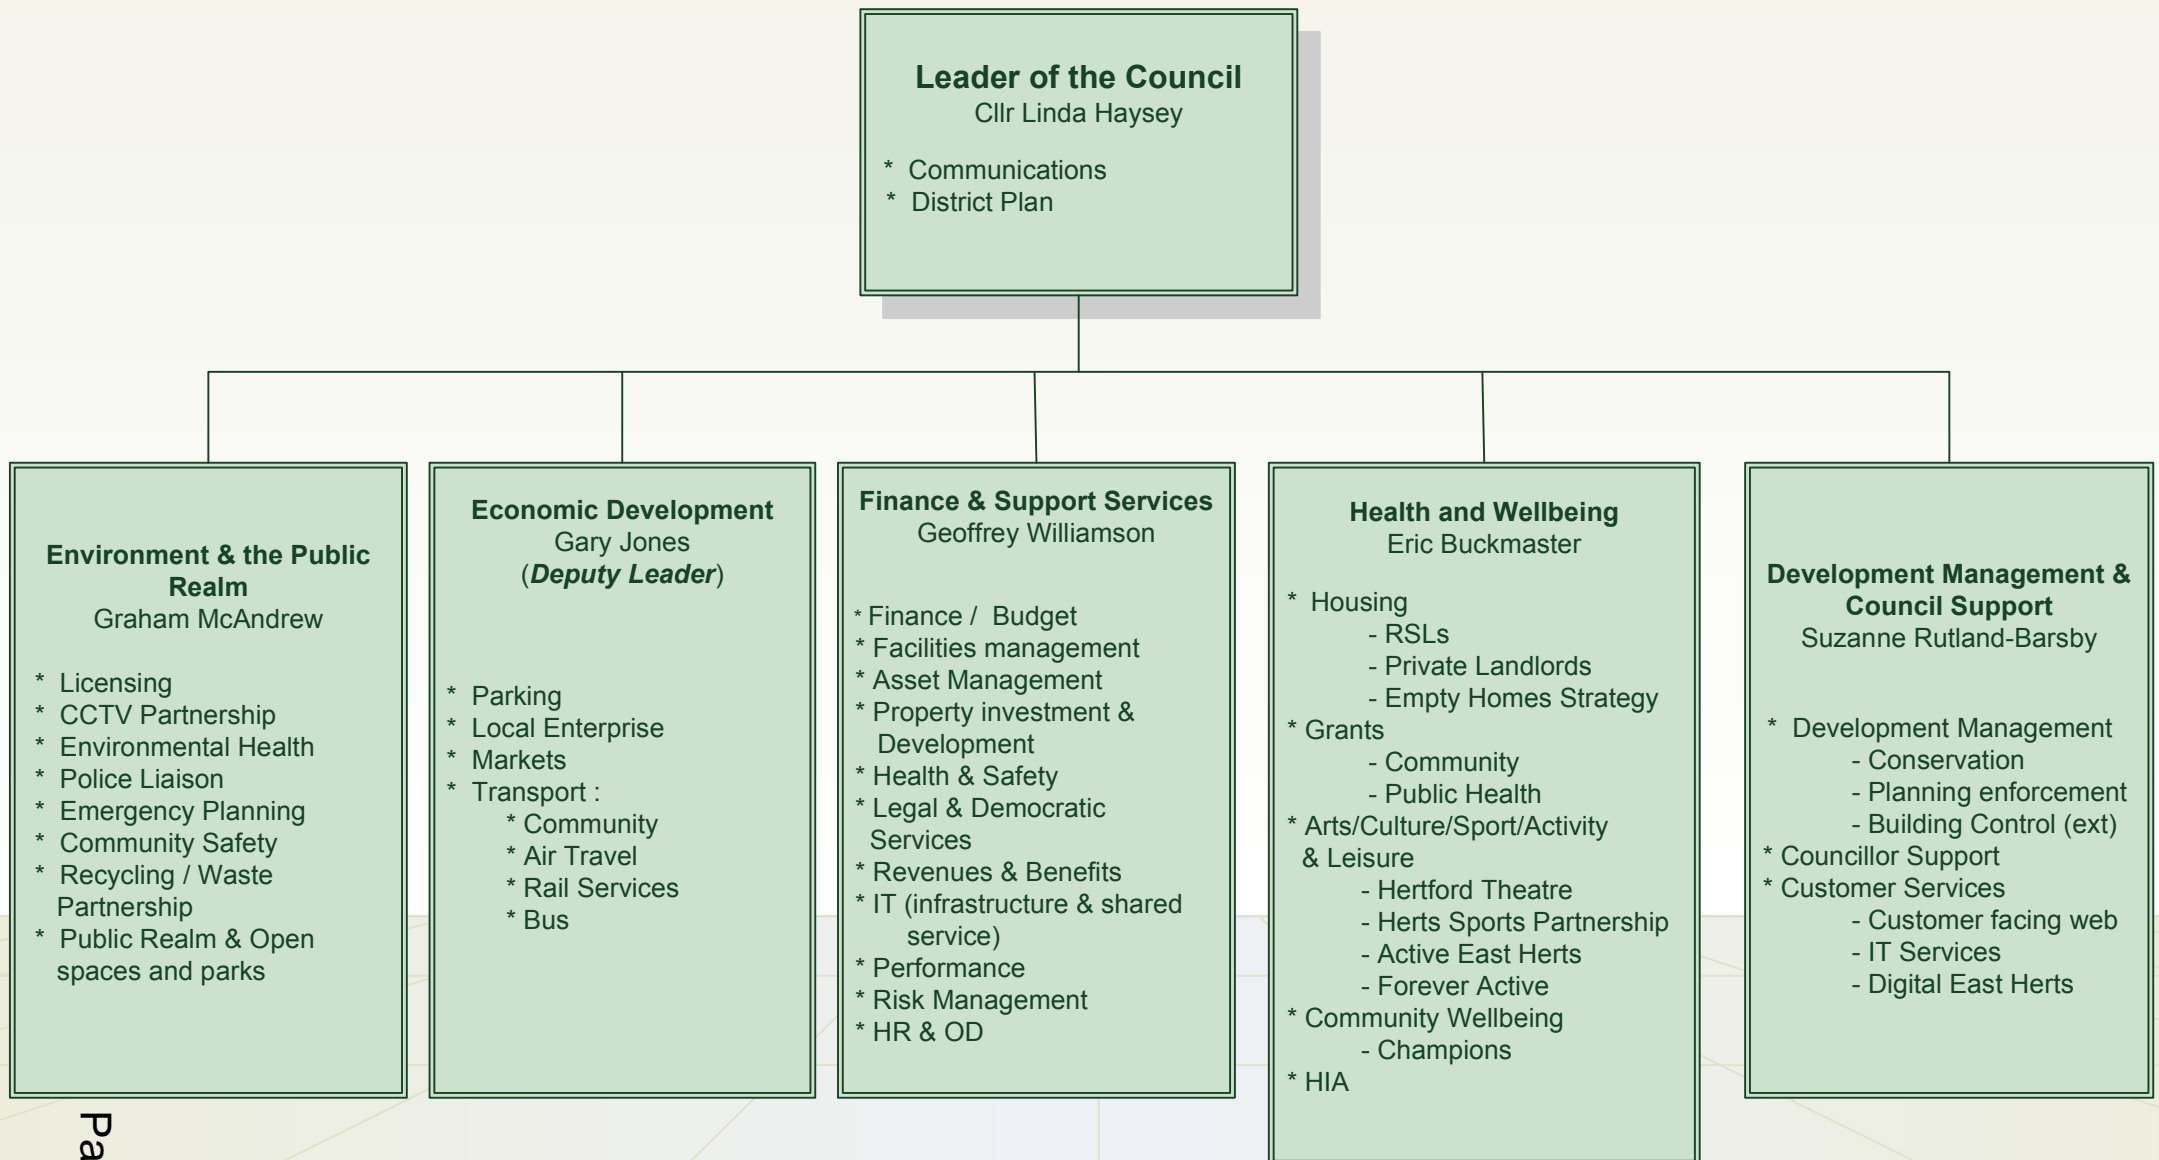 Leader of the Council
Cllr Linda Haysey
* Communications
* District Plan
Environment & the Public
Realm
Graham McAndrew
* Licensing
* CCTV Partnership
* Environmental Health
* Police Liaison
* Emergency Planning
* Community Safety
* Recycling / Waste
Partnership
* Public Realm & Open
spaces and parks
Economic Development
Gary Jones
(Deputy Leader)
* Parking
* Local Enterprise
* Markets
* Transport :
* Community
* Air Travel
* Rail Services
* Bus
Finance & Support Services
Geoffrey Williamson
* Finance / Budget
* Facilities management
* Asset Management
* Property investment &
Development
* Health & Safety
* Legal & Democratic
Services
* Revenues & Benefits
* IT (infrastructure & shared
service)
* Performance
* Risk Management
* HR & OD
Health and Wellbeing
Eric Buckmaster
* Housing
- RSLs
- Private Landlords
- Empty Homes Strategy
* Grants
- Community
- Public Health
* Arts/Culture/Sport/Activity
& Leisure
- Hertford Theatre
- Herts Sports Partnership
- Active East Herts
- Forever Active
* Community Wellbeing
- Champions
* HIA
Development Management &
Council Support
Suzanne Rutland-Barsby
* Development Management
- Conservation
- Planning enforcement
- Building Control (ext)
* Councillor Support
* Customer Services
- Customer facing web
- IT Services
- Digital East Herts
Pa